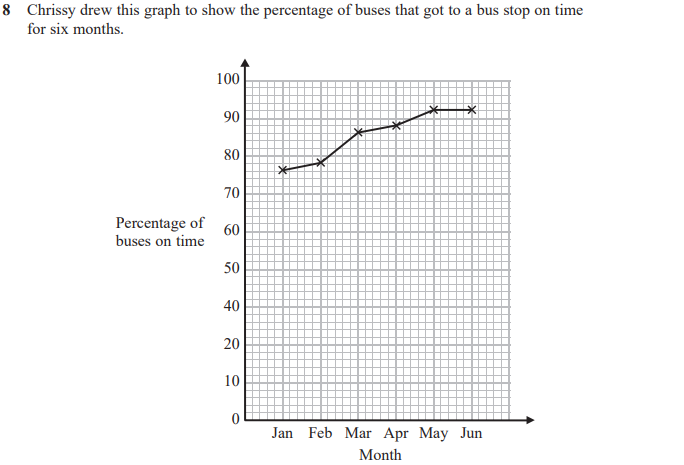 8 Chrissy drew this graph to show the percentage of buses that got to a bus stop on time
for six months.
100
90
80
70
Percentage of
buses on time
60
50
40
20
10
0
Jan Feb Mar Apr May Jun
Month